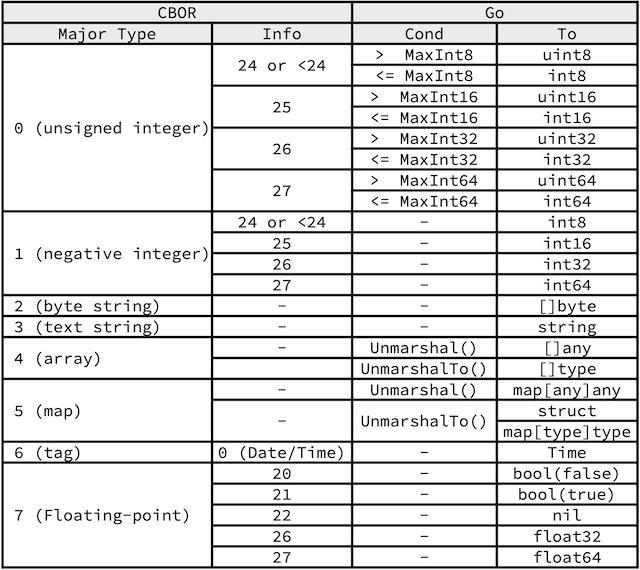 CBOR Go
Major Type Info Cond To
0 (unsigned integer) 24 or <24 > MaxInt8 uint8
<= MaxInt8 int8
25 > MaxInt16 uint16
<= MaxInt16 int16
26 > MaxInt32 uint32
<= MaxInt32 int32
27 > MaxInt64 uint64
<= MaxInt64 int64
1 (negative integer) 24 or <24 - int8
25 - int16
26 - int32
27 - int64
2 (byte string) - - []byte
3 (text string) - - string
4 (array) - Unmarshal() []any
UnmarshalTo() []type
5 (map) - Unmarshal() map[any]any
- UnmarshalTo() struct
map[type]type
6 (tag) 0 (Date/Time) - Time
7 (Floating-point) 20 - bool(false)
21 - bool(true)
22 - nil
26 - float32
27 - float64